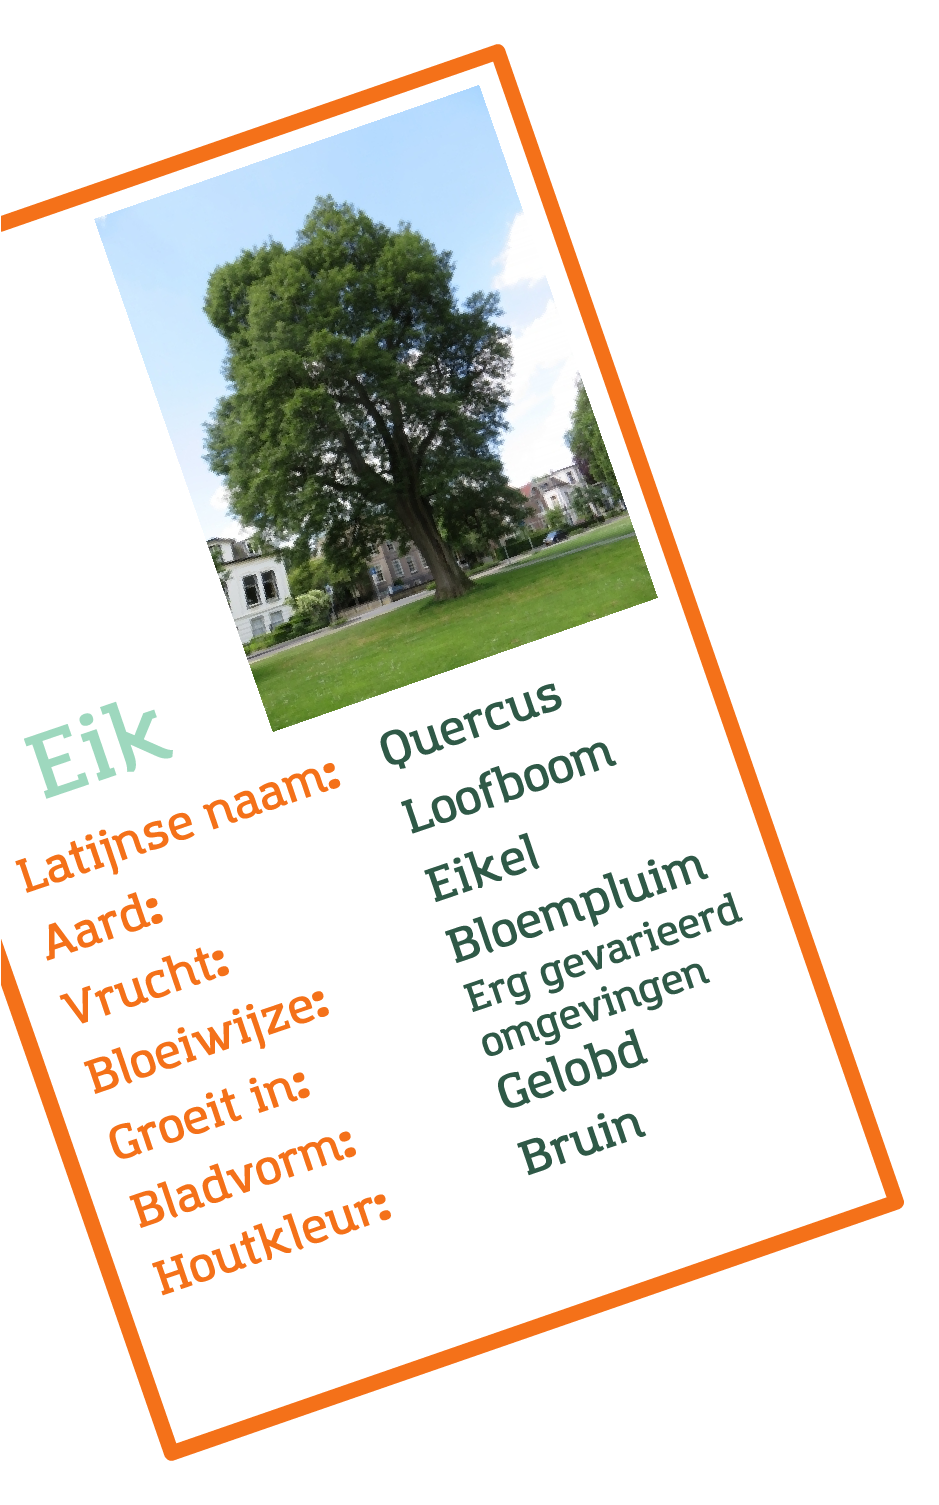 Eik
Latijnse naam: Quercus
Aard: Loofboom
Vrucht: Eikel
Bloeiwijze: Bloempluim
Groeit in: Erg gevarieerd
omgevingen
Bladvorm: Gelobd
Houtkleur: Bruin